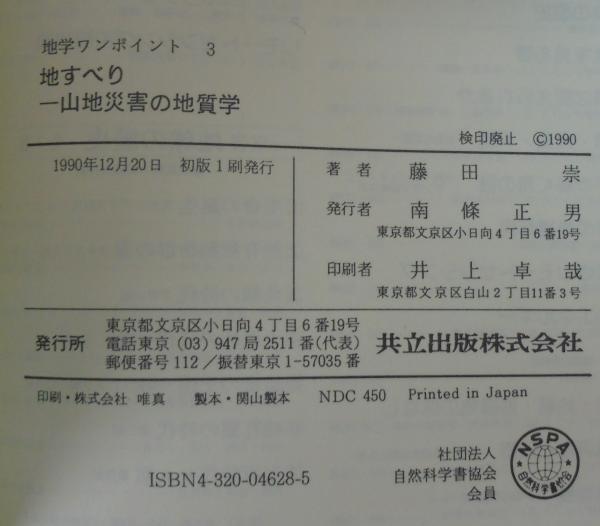 地学ワンポイント 3
地すべり
―山地災害の地質学
検印廃止 ©1990
1990年12月20日 初版1刷発行
著者 藤田 崇
発行者 南條正男
東京都文京区小日向4丁目6番19号
印刷者 井上卓哉
東京都文京区白山2丁目11番3号
発行所
東京都文京区小日向4丁目6番19号
電話東京 (03) 947局2511番(代表)
郵便番号112/振替東京1-57035番
共立出版株式会社
印刷・株式会社 唯真 製本・関山製本 NDC 450 Printed in Japan
ISBN4-320-04628-5
社団法人
自然科学書協会
会員
NSPA
自然科学書協会